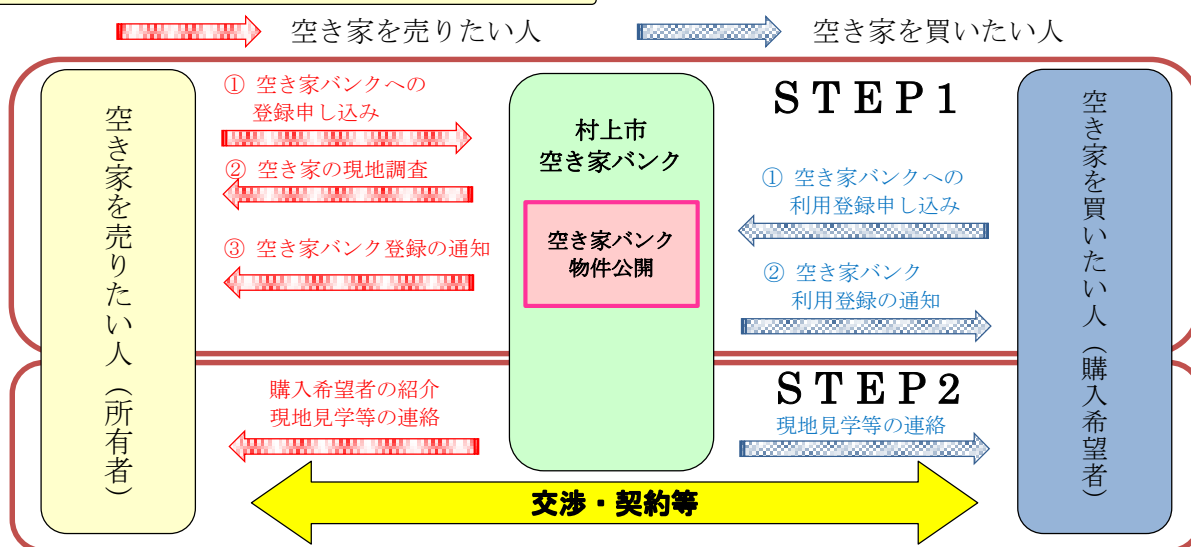 空き家を売りたい人
空き家を買いたい人
空き家を売りたい人（所有者）
① 空き家バンクへの
登録申し込み
② 空き家の現地調査
③ 空き家バンク登録の通知
村上市
空き家バンク
空き家バンク
物件公開
STEP1
① 空き家バンクへの
利用登録申し込み
② 空き家バンク
利用登録の通知
空き家を買いたい人（購入希望者）
購入希望者の紹介
現地見学等の連絡
STEP2
現地見学等の連絡
交渉・契約等